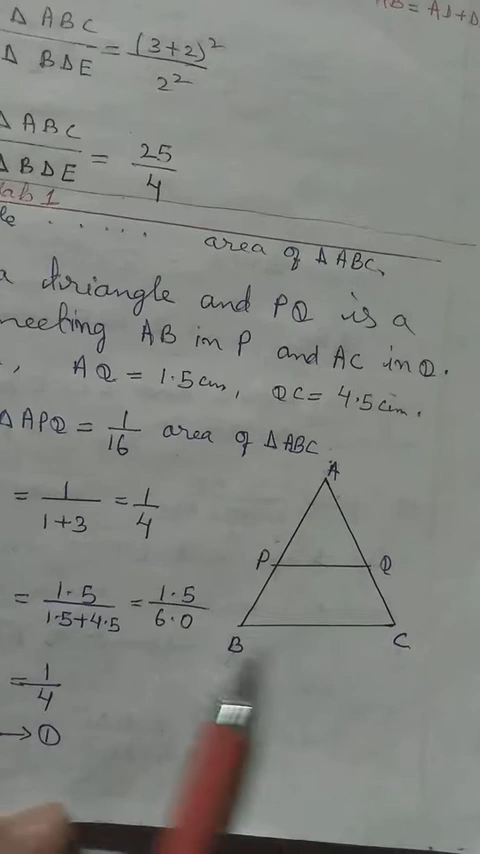 AB = AD+D
Δ ABC / Δ BDE = (3+2)² / 2²
Δ ABC / Δ BDE = 25 / 4
..... area of Δ ABC.
a triangle and PQ is a
meeting AB in P and AC in Q.
AQ = 1.5 cm, QC = 4.5 cm.
Δ APQ = 1/16 area of Δ ABC
= 1 / 1+3 = 1/4
= 1.5 / 1.5+4.5 = 1.5 / 6.0
= 1/4
→ ①
A
P Q
B C